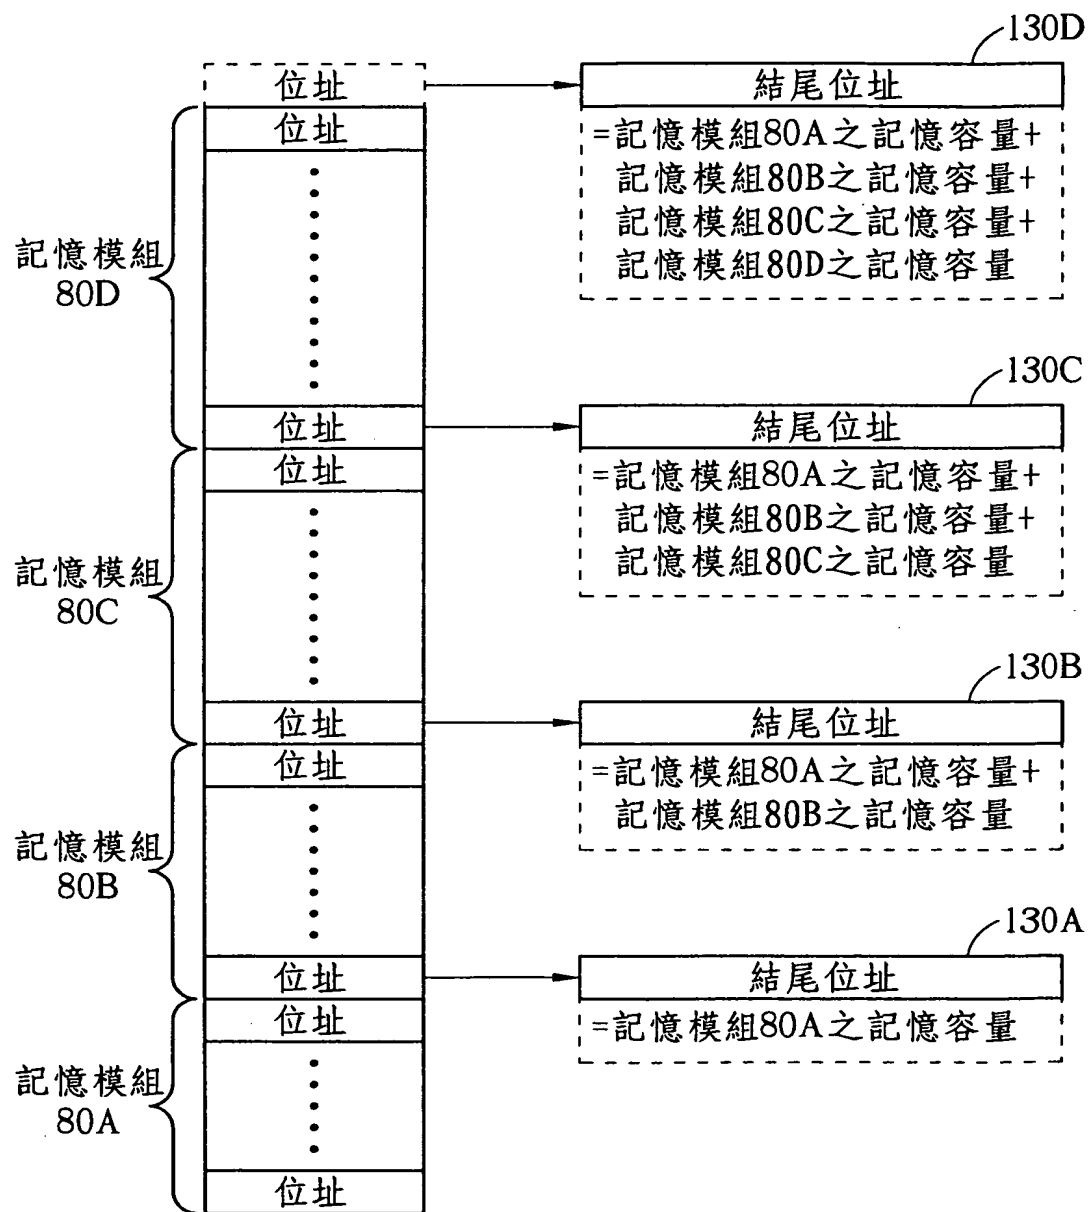 130D
位址
結尾位址
位址
=記憶模組80A之記憶容量+
記憶模組80B之記憶容量+
記憶模組80C之記憶容量+
記憶模組80D之記憶容量
記憶模組
80D
130C
位址
結尾位址
位址
=記憶模組80A之記憶容量+
記憶模組80B之記憶容量+
記憶模組80C之記憶容量
記憶模組
80C
130B
位址
結尾位址
位址
=記憶模組80A之記憶容量+
記憶模組80B之記憶容量
記憶模組
80B
130A
位址
結尾位址
位址
=記憶模組80A之記憶容量
記憶模組
80A
位址